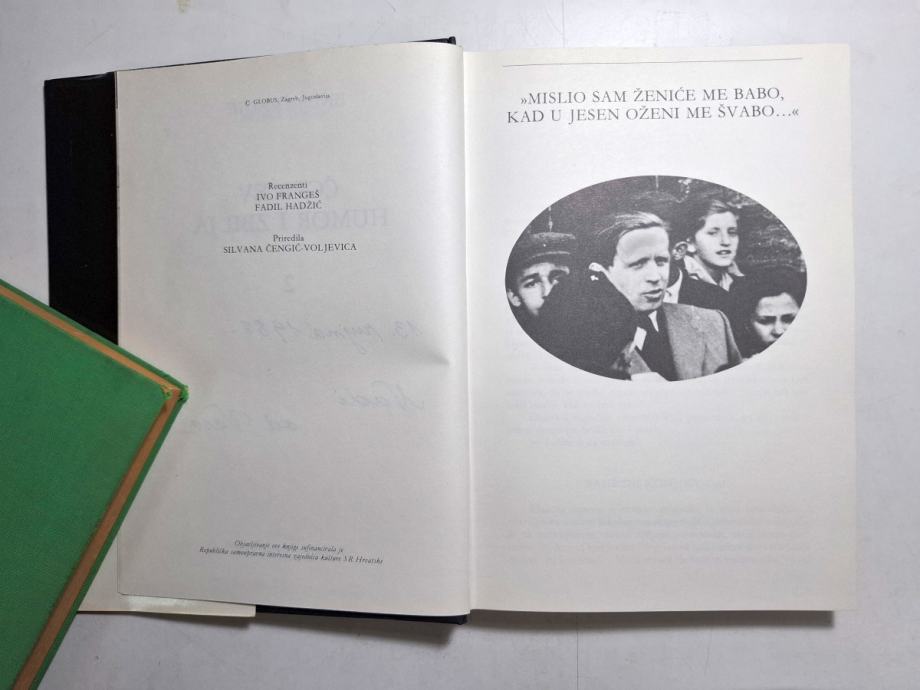 © GLOBUS, Zagreb, Jugoslavija
Recenzenti
IVO FRANGEŠ
FADIL HADŽIĆ
Priredila
SILVANA ČENGIĆ-VOLJEVICA
Objavljivanje ove knjige sufinancirala je
Republička samoupravna interesna zajednica kulture S R Hrvatske
»MISLIO SAM ŽENIĆE ME BABO,
KAD U JESEN OŽENI ME ŠVABO...«